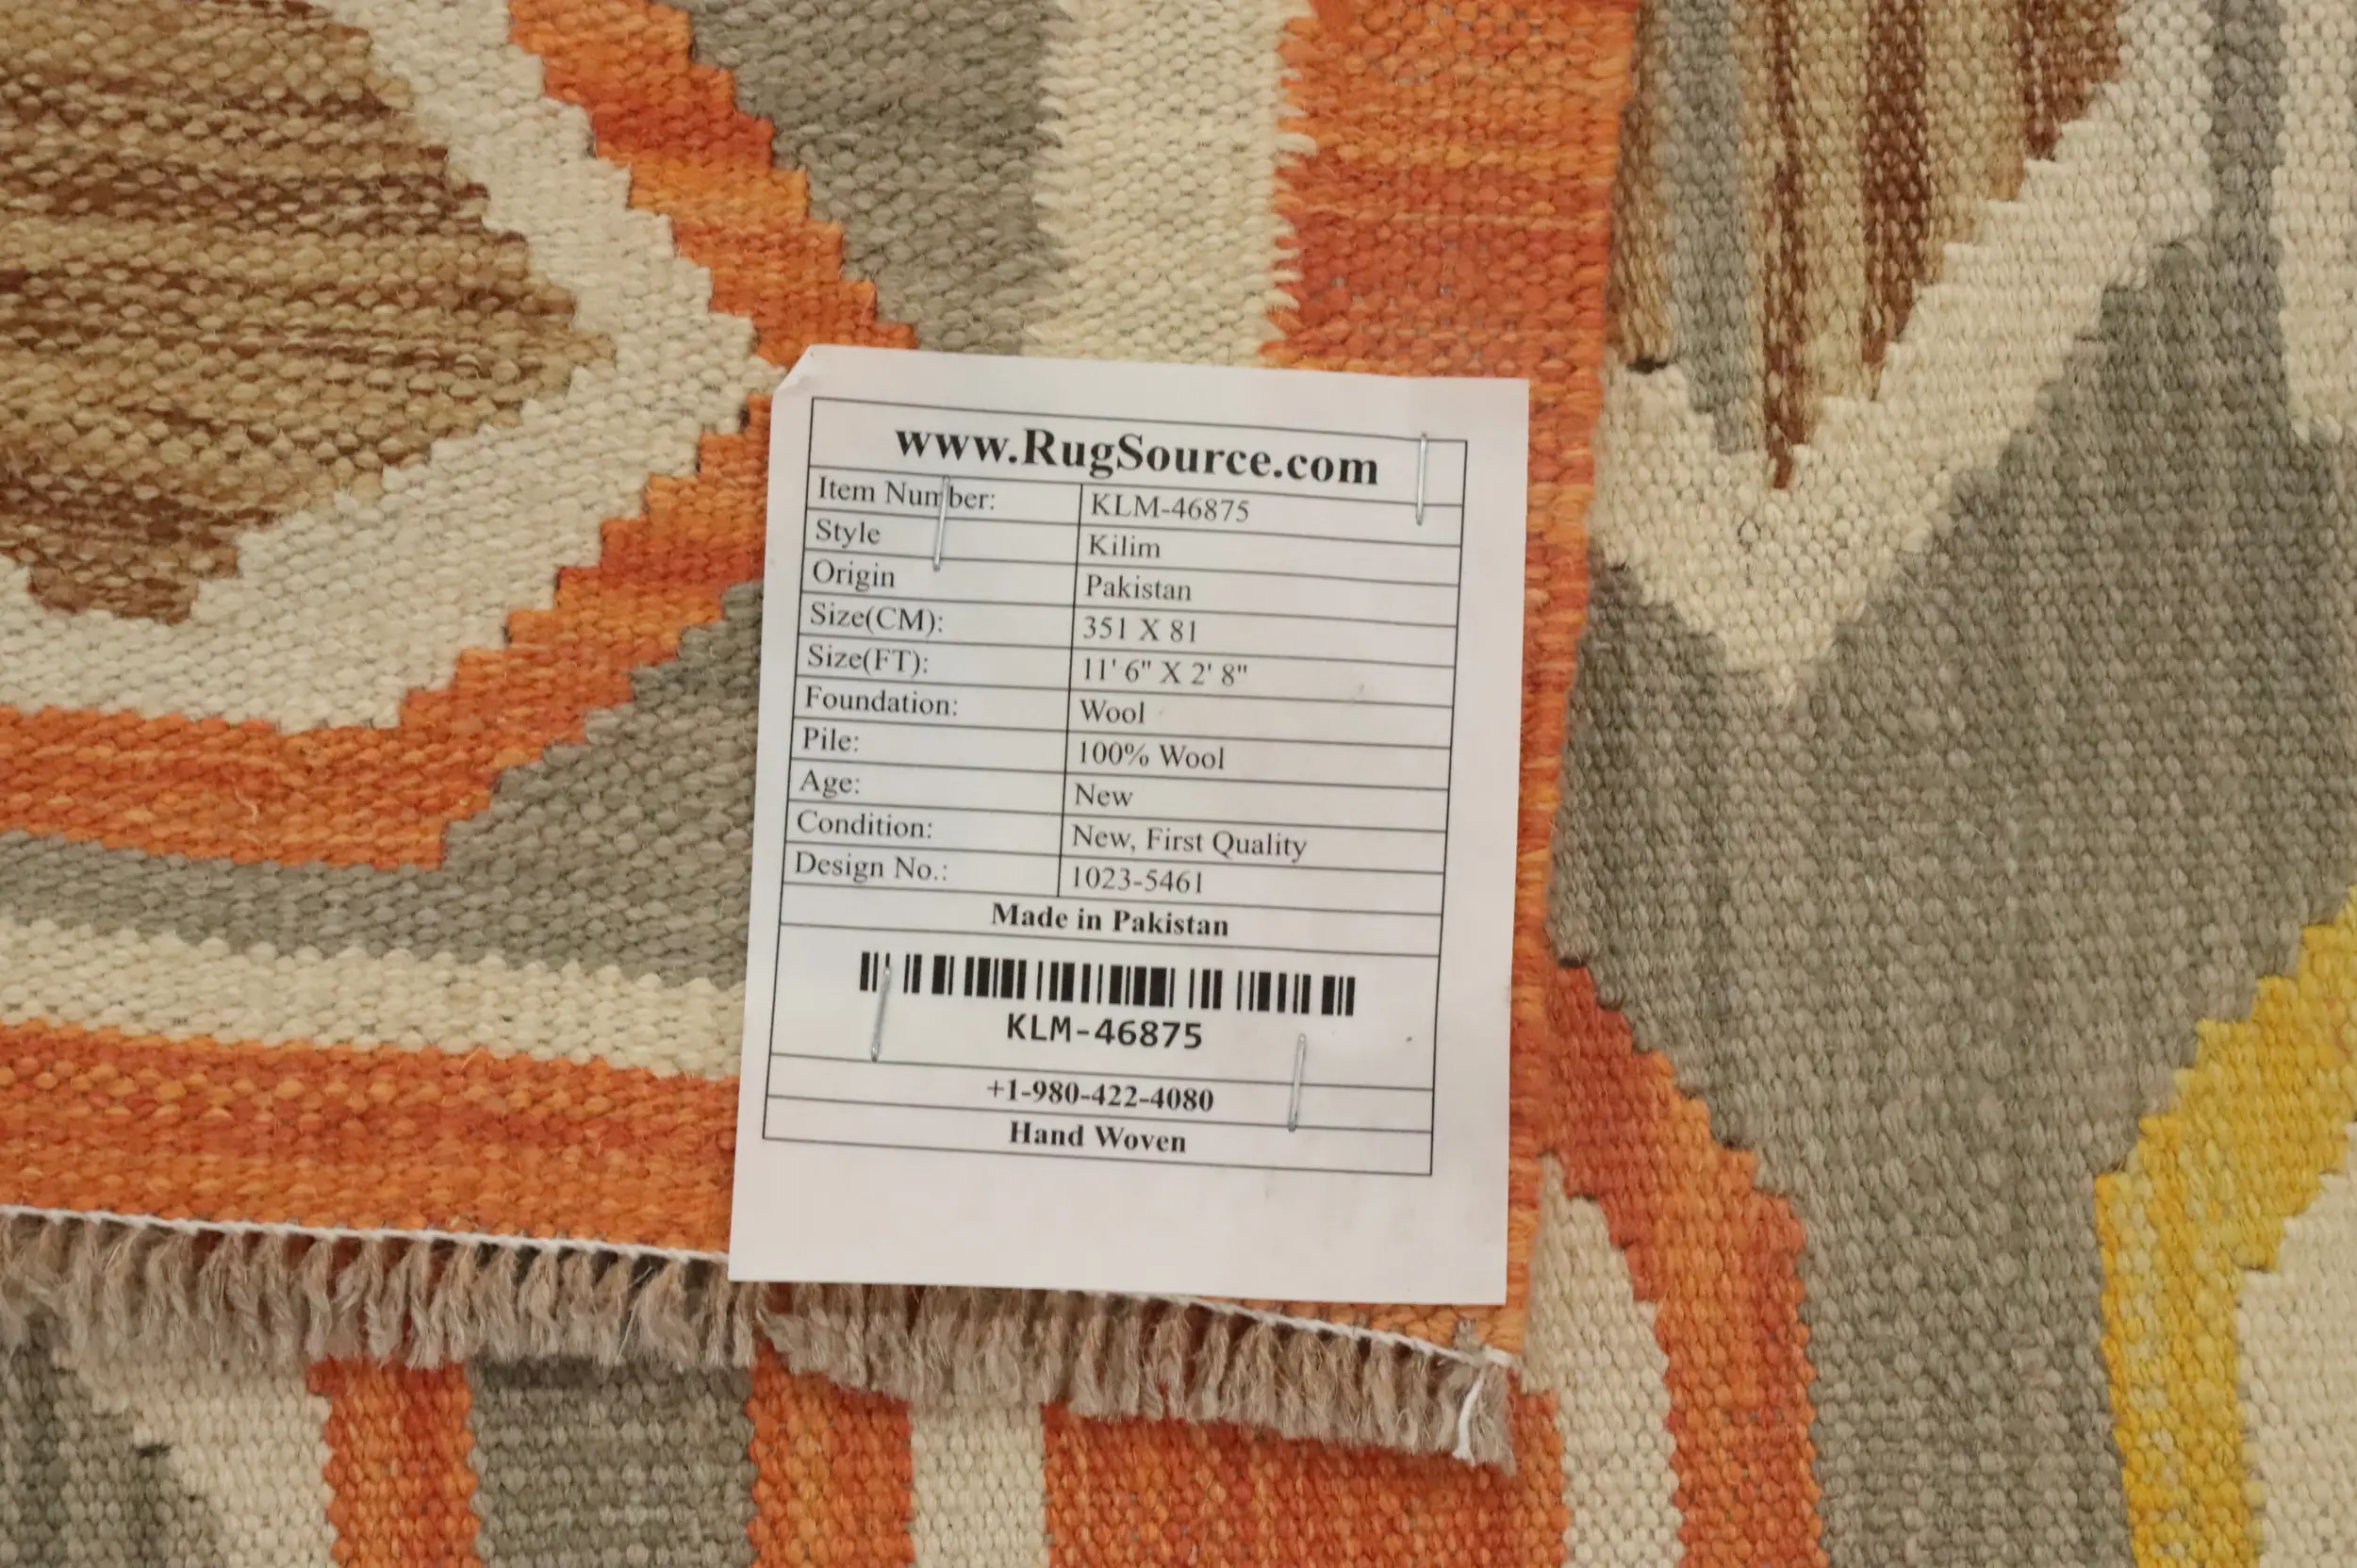 www.RugSource.com
Item Number: KLM-46875
Style Kilim
Origin Pakistan
Size(CM): 351 X 81
Size(FT): 11' 6" X 2' 8"
Foundation: Wool
Pile: 100% Wool
Age: New
Condition: New, First Quality
Design No.: 1023-5461
Made in Pakistan
KLM-46875
+1-980-422-4080
Hand Woven